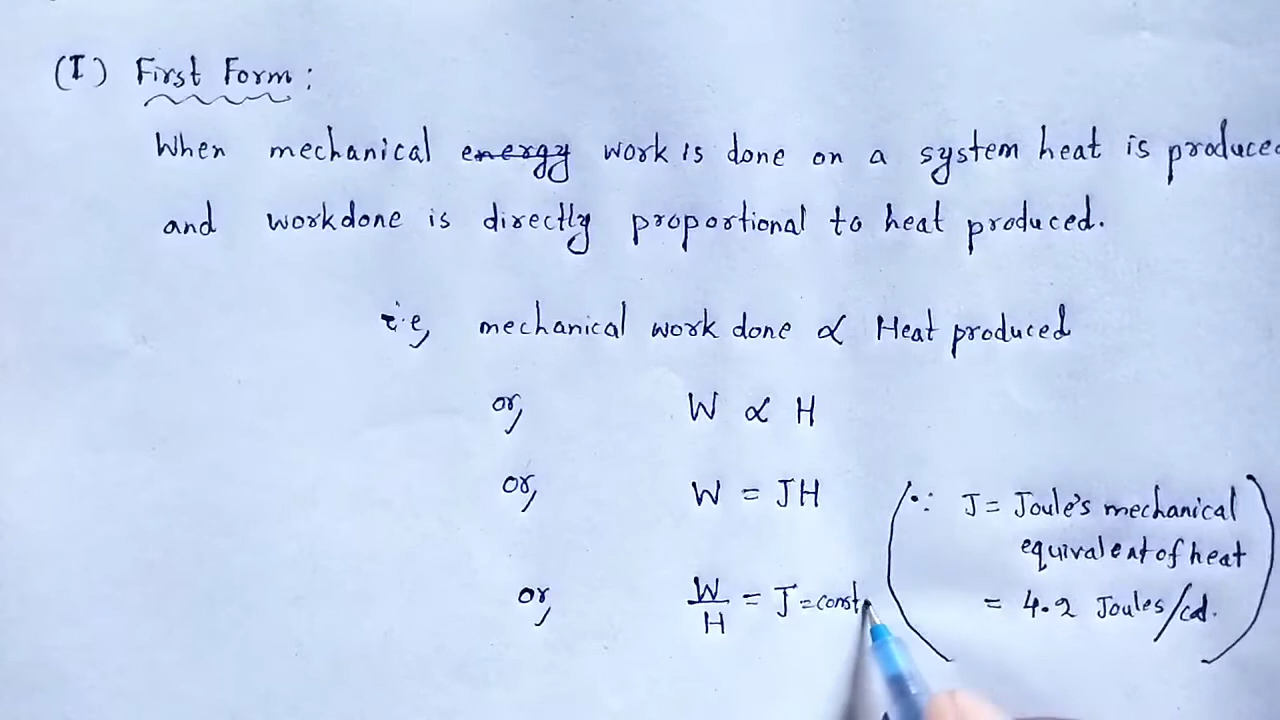 (I) First Form:
When mechanical energy work is done on a system heat is produced
and workdone is directly proportional to heat produced.
i.e, mechanical work done ∝ Heat produced
or, W ∝ H
or, W = JH (∵ J = Joule's mechanical
equivalent of heat
or, W/H = J = const = 4.2 Joules/cal.)